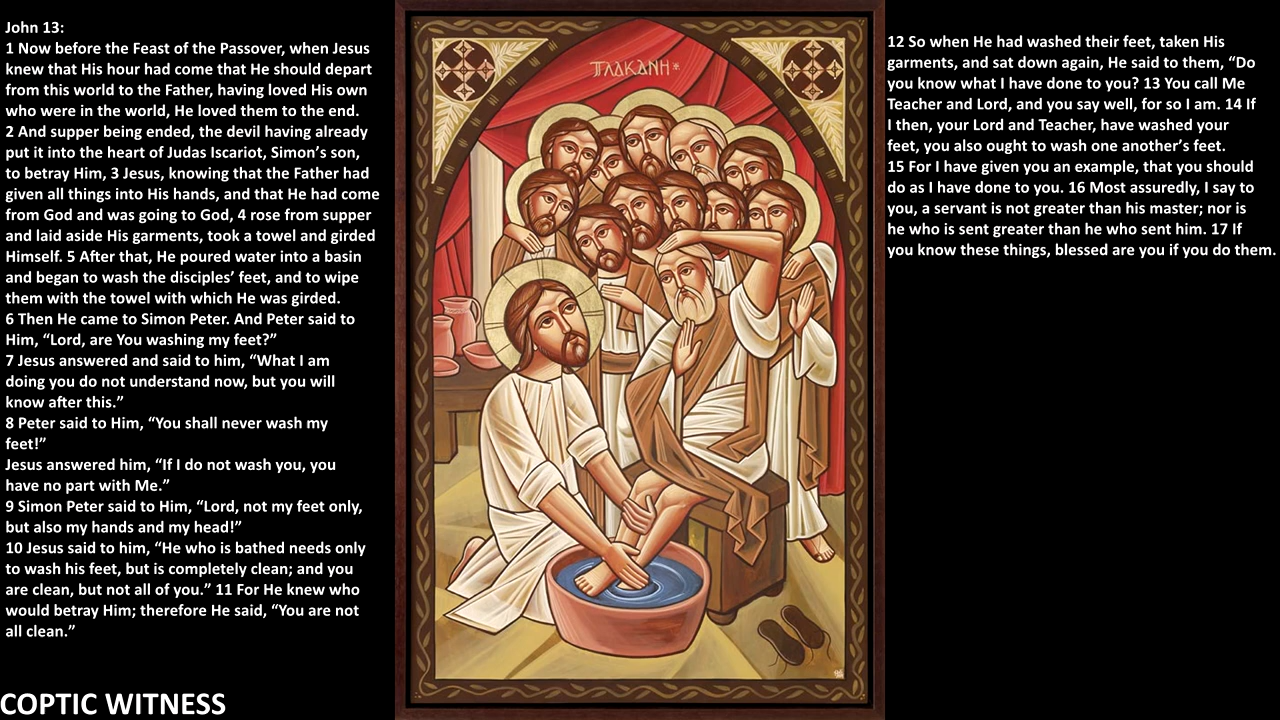 John 13:
1 Now before the Feast of the Passover, when Jesus
knew that His hour had come that He should depart
from this world to the Father, having loved His own
who were in the world, He loved them to the end.
2 And supper being ended, the devil having already
put it into the heart of Judas Iscariot, Simon’s son,
to betray Him, 3 Jesus, knowing that the Father had
given all things into His hands, and that He had come
from God and was going to God, 4 rose from supper
and laid aside His garments, took a towel and girded
Himself. 5 After that, He poured water into a basin
and began to wash the disciples’ feet, and to wipe
them with the towel with which He was girded.
6 Then He came to Simon Peter. And Peter said to
Him, “Lord, are You washing my feet?”
7 Jesus answered and said to him, “What I am
doing you do not understand now, but you will
know after this.”
8 Peter said to Him, “You shall never wash my
feet!”
Jesus answered him, “If I do not wash you, you
have no part with Me.”
9 Simon Peter said to Him, “Lord, not my feet only,
but also my hands and my head!”
10 Jesus said to him, “He who is bathed needs only
to wash his feet, but is completely clean; and you
are clean, but not all of you.” 11 For He knew who
would betray Him; therefore He said, “You are not
all clean.”
COPTIC WITNESS
ⲠⲖⲀⲔⲀⲚⲎ
12 So when He had washed their feet, taken His
garments, and sat down again, He said to them, “Do
you know what I have done to you? 13 You call Me
Teacher and Lord, and you say well, for so I am. 14 If
I then, your Lord and Teacher, have washed your
feet, you also ought to wash one another’s feet.
15 For I have given you an example, that you should
do as I have done to you. 16 Most assuredly, I say to
you, a servant is not greater than his master; nor is
he who is sent greater than he who sent him. 17 If
you know these things, blessed are you if you do them.